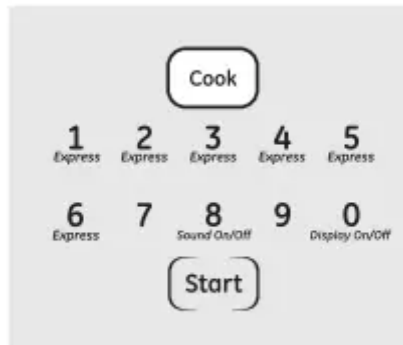 Cook
1 2 3 4 5
Express Express Express Express Express
6 7 8 9 0
Express Sound On/Off Display On/Off
Start